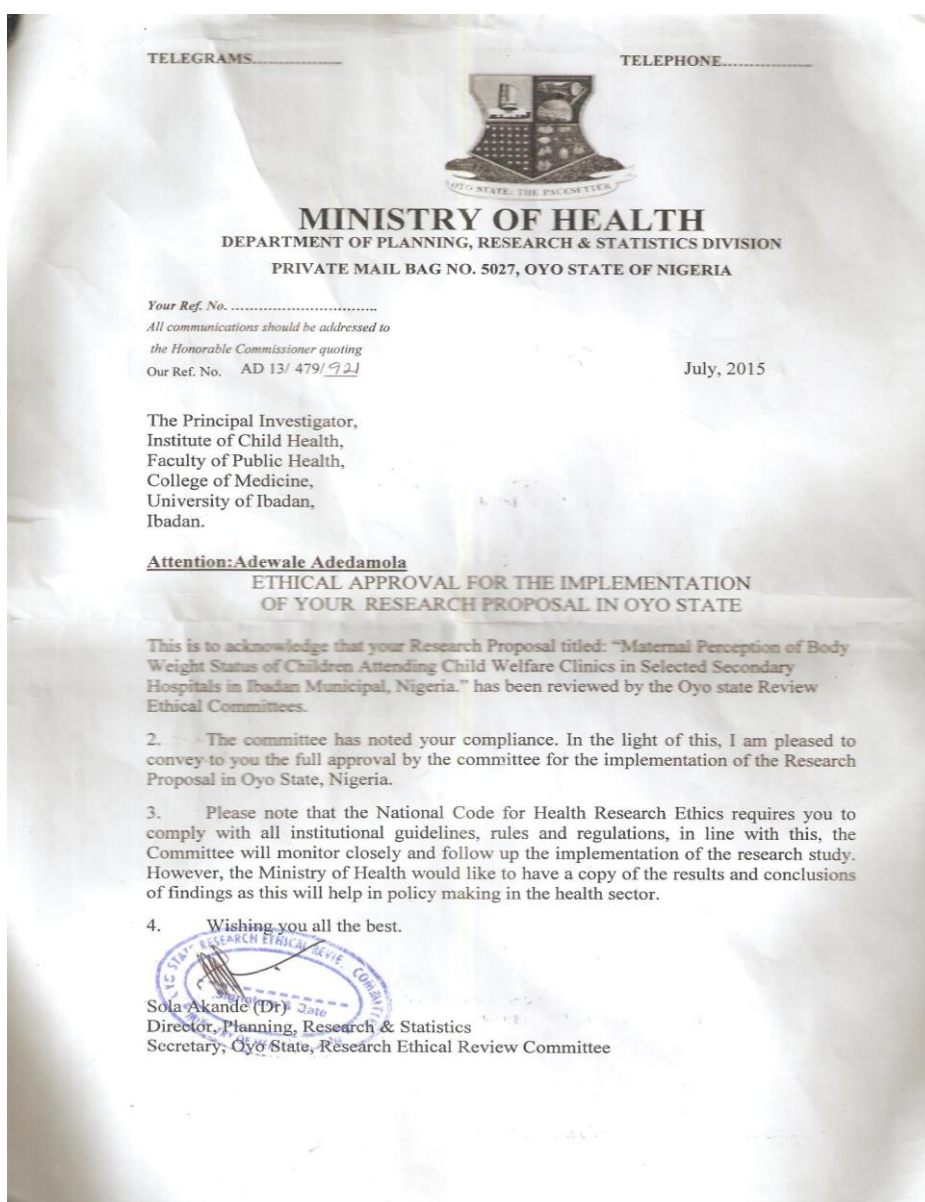 TELEGRAMS................ TELEPHONE................
OYO STATE: THE PACESETTER
MINISTRY OF HEALTH
DEPARTMENT OF PLANNING, RESEARCH & STATISTICS DIVISION
PRIVATE MAIL BAG NO. 5027, OYO STATE OF NIGERIA
Your Ref. No. ................................
All communications should be addressed to
the Honorable Commissioner quoting
Our Ref. No. AD 13/ 479/ 921
July, 2015
The Principal Investigator,
Institute of Child Health,
Faculty of Public Health,
College of Medicine,
University of Ibadan,
Ibadan.
Attention:Adewale Adedamola
ETHICAL APPROVAL FOR THE IMPLEMENTATION
OF YOUR RESEARCH PROPOSAL IN OYO STATE
This is to acknowledge that your Research Proposal titled: “Maternal Perception of Body
Weight Status of Children Attending Child Welfare Clinics in Selected Secondary
Hospitals in Ibadan Municipal, Nigeria.” has been reviewed by the Oyo state Review
Ethical Committees.
2. The committee has noted your compliance. In the light of this, I am pleased to
convey to you the full approval by the committee for the implementation of the Research
Proposal in Oyo State, Nigeria.
3. Please note that the National Code for Health Research Ethics requires you to
comply with all institutional guidelines, rules and regulations, in line with this, the
Committee will monitor closely and follow up the implementation of the research study.
However, the Ministry of Health would like to have a copy of the results and conclusions
of findings as this will help in policy making in the health sector.
4. Wishing you all the best.
RESEARCH ETHICAL REVIE. COMMITTEE
Signature & Date
Sola Akande (Dr)
Director, Planning, Research & Statistics
Secretary, Oyo State, Research Ethical Review Committee